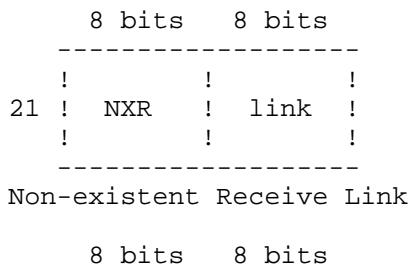 8 bits   8 bits
-------------------
!         !         !
21 !  NXR   !  link  !
!         !         !
-------------------
Non-existent Receive Link
8 bits   8 bits